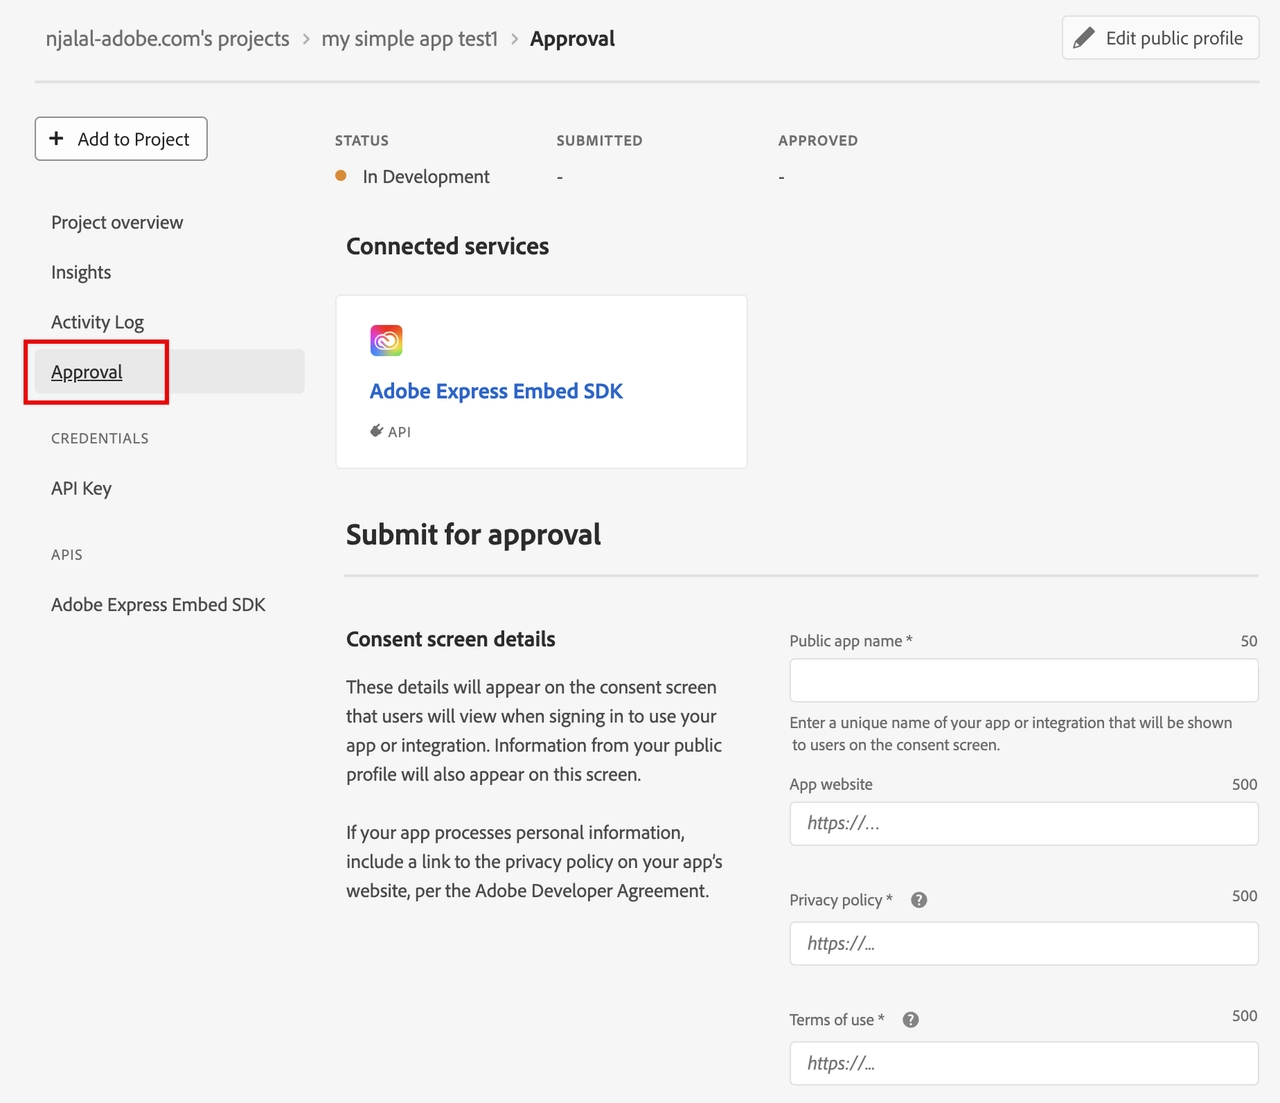 njalal-adobe.com's projects > my simple app test1 > Approval
Edit public profile
+ Add to Project
Project overview
Insights
Activity Log
Approval
CREDENTIALS
API Key
APIS
Adobe Express Embed SDK
STATUS SUBMITTED APPROVED
In Development - -
Connected services
Adobe Express Embed SDK
API
Submit for approval
Consent screen details
These details will appear on the consent screen
that users will view when signing in to use your
app or integration. Information from your public
profile will also appear on this screen.
If your app processes personal information,
include a link to the privacy policy on your app’s
website, per the Adobe Developer Agreement.
Public app name * 50
Enter a unique name of your app or integration that will be shown
to users on the consent screen.
App website 500
https://...
Privacy policy * ? 500
https://...
Terms of use * ? 500
https://...